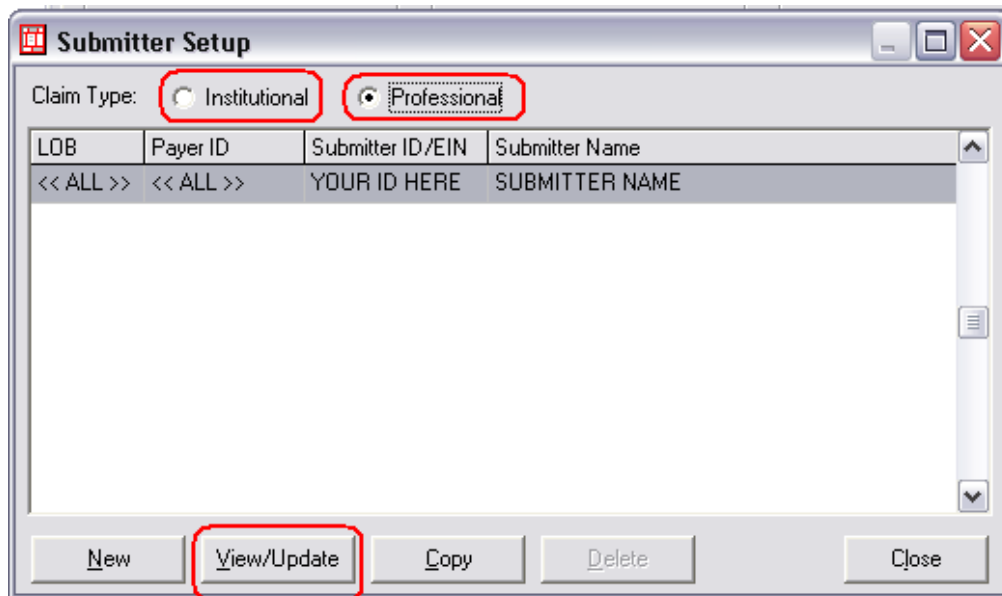 Submitter Setup
Claim Type: Institutional Professional
LOB Payer ID Submitter ID/EIN Submitter Name
<< ALL >> << ALL >> YOUR ID HERE SUBMITTER NAME
New View/Update Copy Delete Close